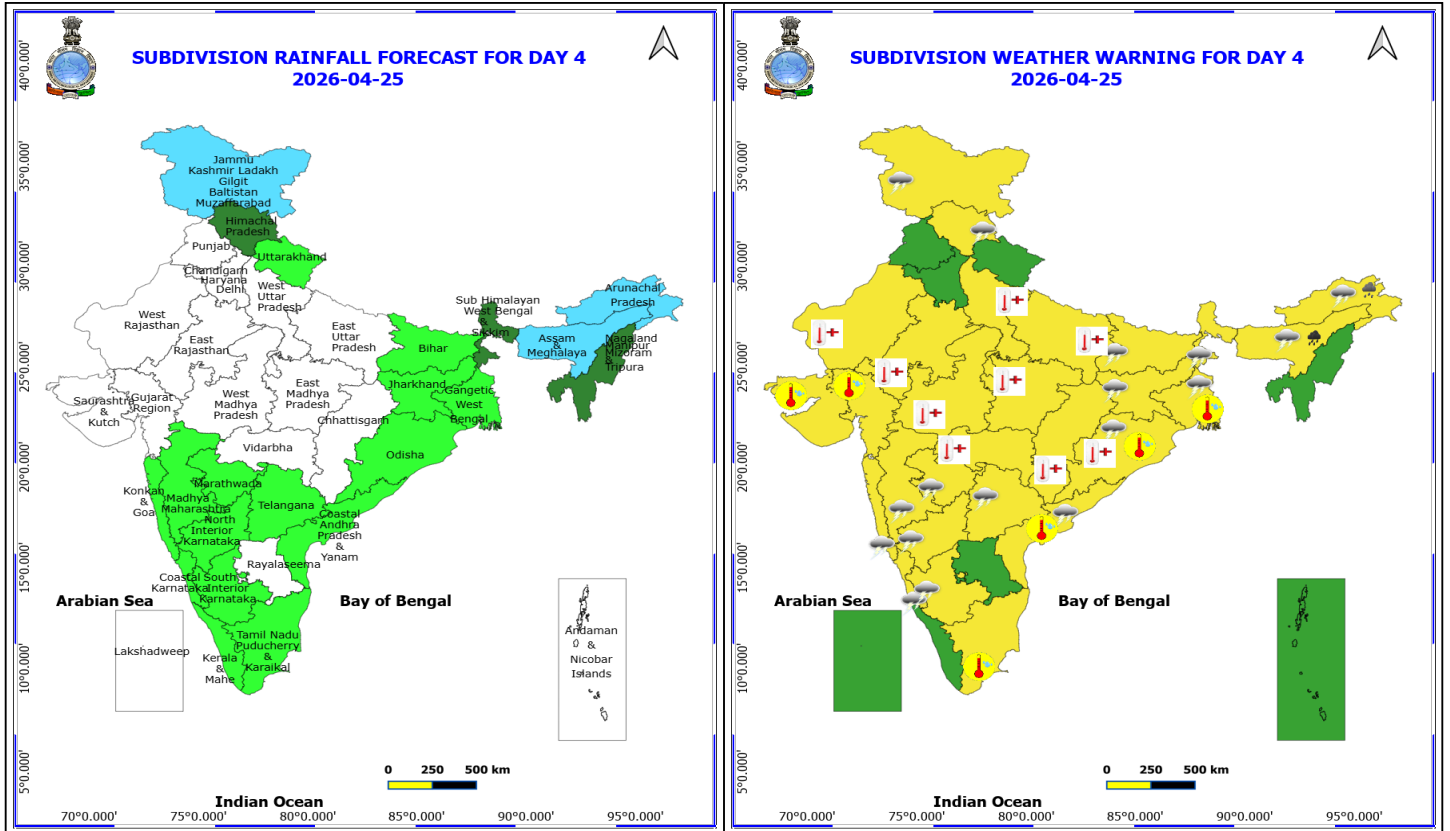 SUBDIVISION RAINFALL FORECAST FOR DAY 4
2026-04-25
40°0.000'
35°0.000'
30°0.000'
25°0.000'
20°0.000'
15°0.000'
10°0.000'
5°0.000'
Jammu
Kashmir Ladakh
Gilgit
Baltistan
Muzaffarabad
Himachal
Pradesh
Punjab
Uttarakhand
Chandigarh
Haryana
Delhi
West
Uttar
Pradesh
West
Rajasthan
East
Rajasthan
East
Uttar
Pradesh
Sub Himalayan
West Bengal
&
Sikkim
Arunachal
Pradesh
Assam
&
Meghalaya
Nagaland
Manipur
Mizoram
&
Tripura
Bihar
Jharkhand
Gangetic
West
Bengal
Saurashtra
&
Kutch
Gujarat
Region
West
Madhya
Pradesh
East
Madhya
Pradesh
Chhattisgarh
Vidarbha
Odisha
Konkan
&
Goa
Madhya
Maharashtra
Marathwada
Telangana
North
Interior
Karnataka
Coastal
Andhra
Pradesh
&
Yanam
Rayalaseema
Coastal
Karnataka
South
Interior
Karnataka
Tamil Nadu
Puducherry
&
Karaikal
Kerala
&
Mahe
Lakshadweep
Andaman
&
Nicobar
Islands
Arabian Sea
Bay of Bengal
Indian Ocean
0 250 500 km
70°0.000' 75°0.000' 80°0.000' 85°0.000' 90°0.000' 95°0.000'
SUBDIVISION WEATHER WARNING FOR DAY 4
2026-04-25
40°0.000'
35°0.000'
30°0.000'
25°0.000'
20°0.000'
15°0.000'
10°0.000'
5°0.000'
Arabian Sea
Bay of Bengal
Indian Ocean
0 250 500 km
70°0.000' 75°0.000' 80°0.000' 85°0.000' 90°0.000' 95°0.000'